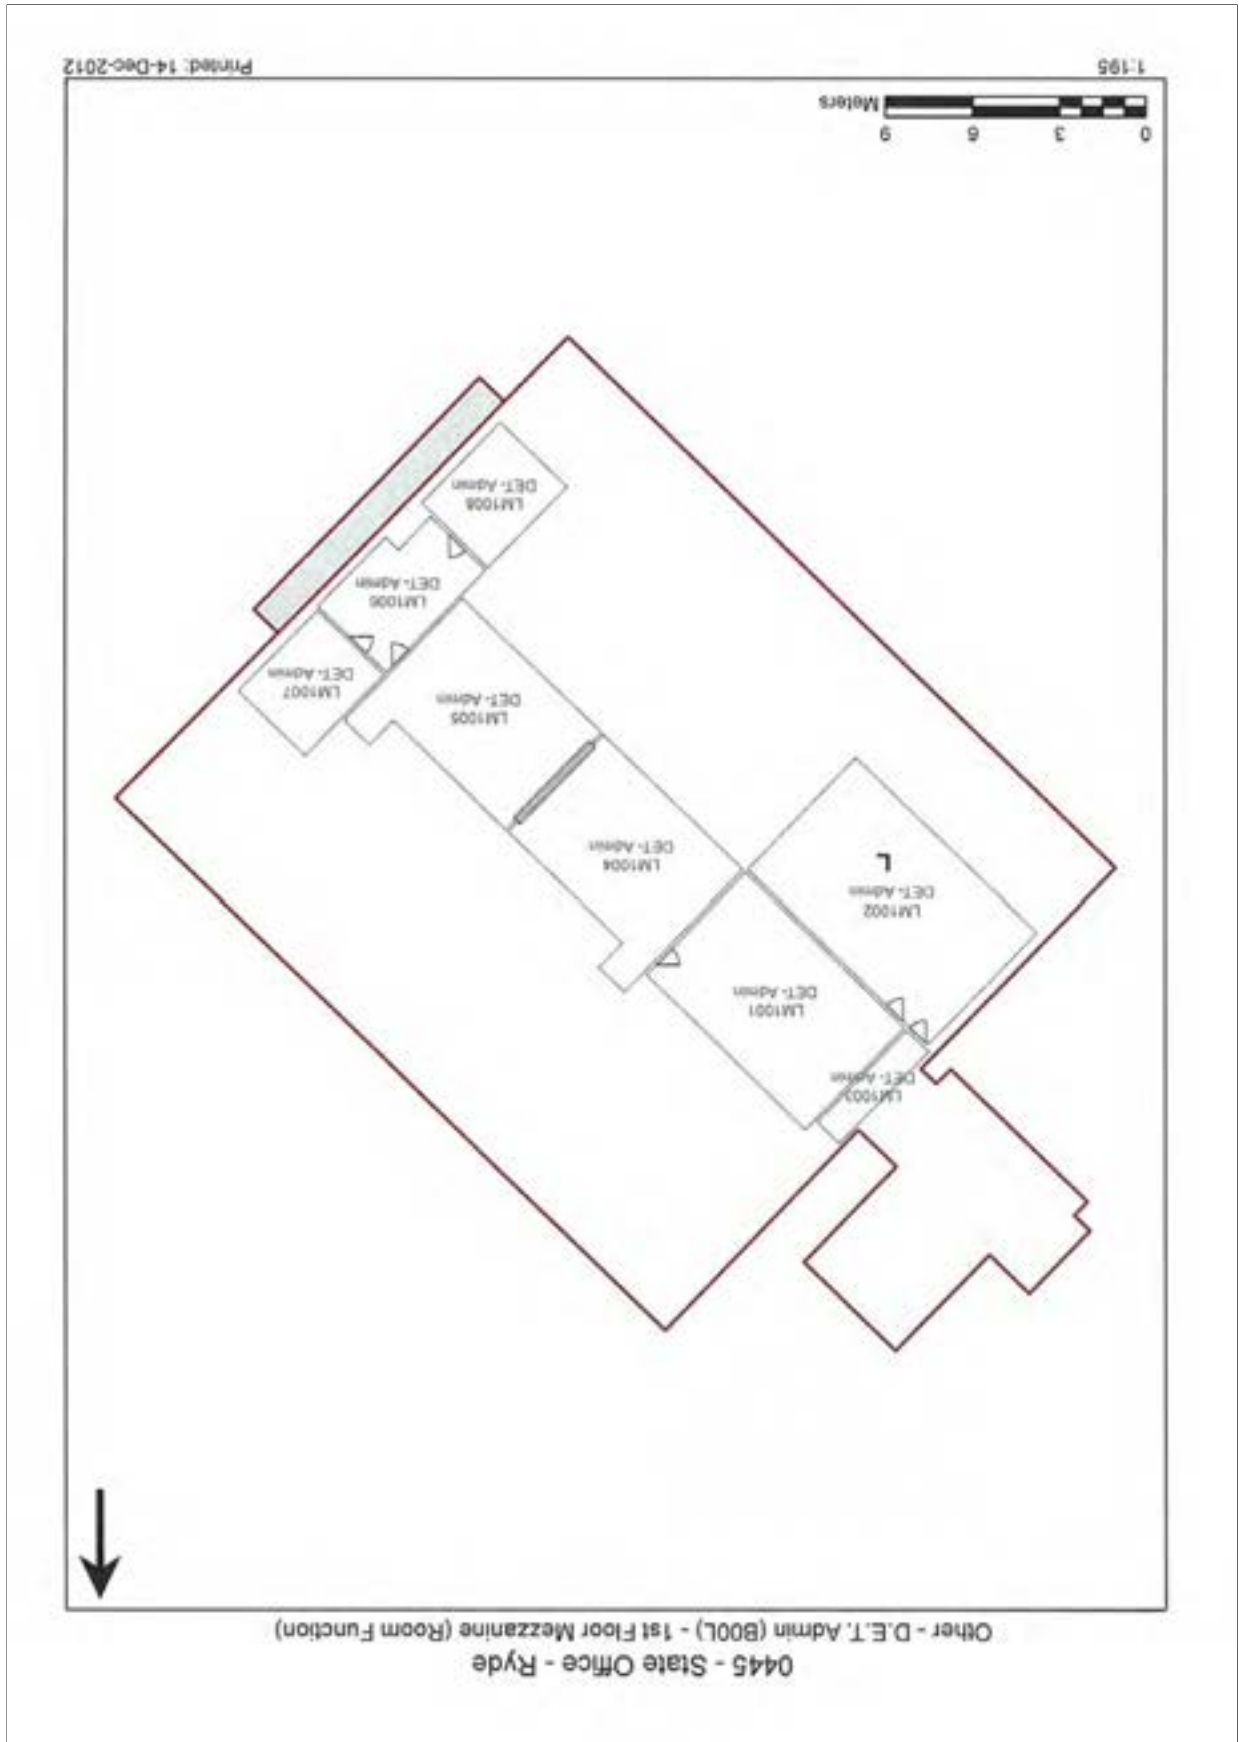 0445 - State Office - Ryde
Other - D.E.T. Admin (B00L) - 1st Floor Mezzanine (Room Function)
LM1003
DET- Admin
LM1001
DET- Admin
LM1002
DET- Admin
L
LM1004
DET- Admin
LM1005
DET- Admin
LM1007
DET- Admin
LM1006
DET- Admin
LM1008
DET- Admin
0 3 6 9
Meters
1:195
Printed: 14-Dec-2012